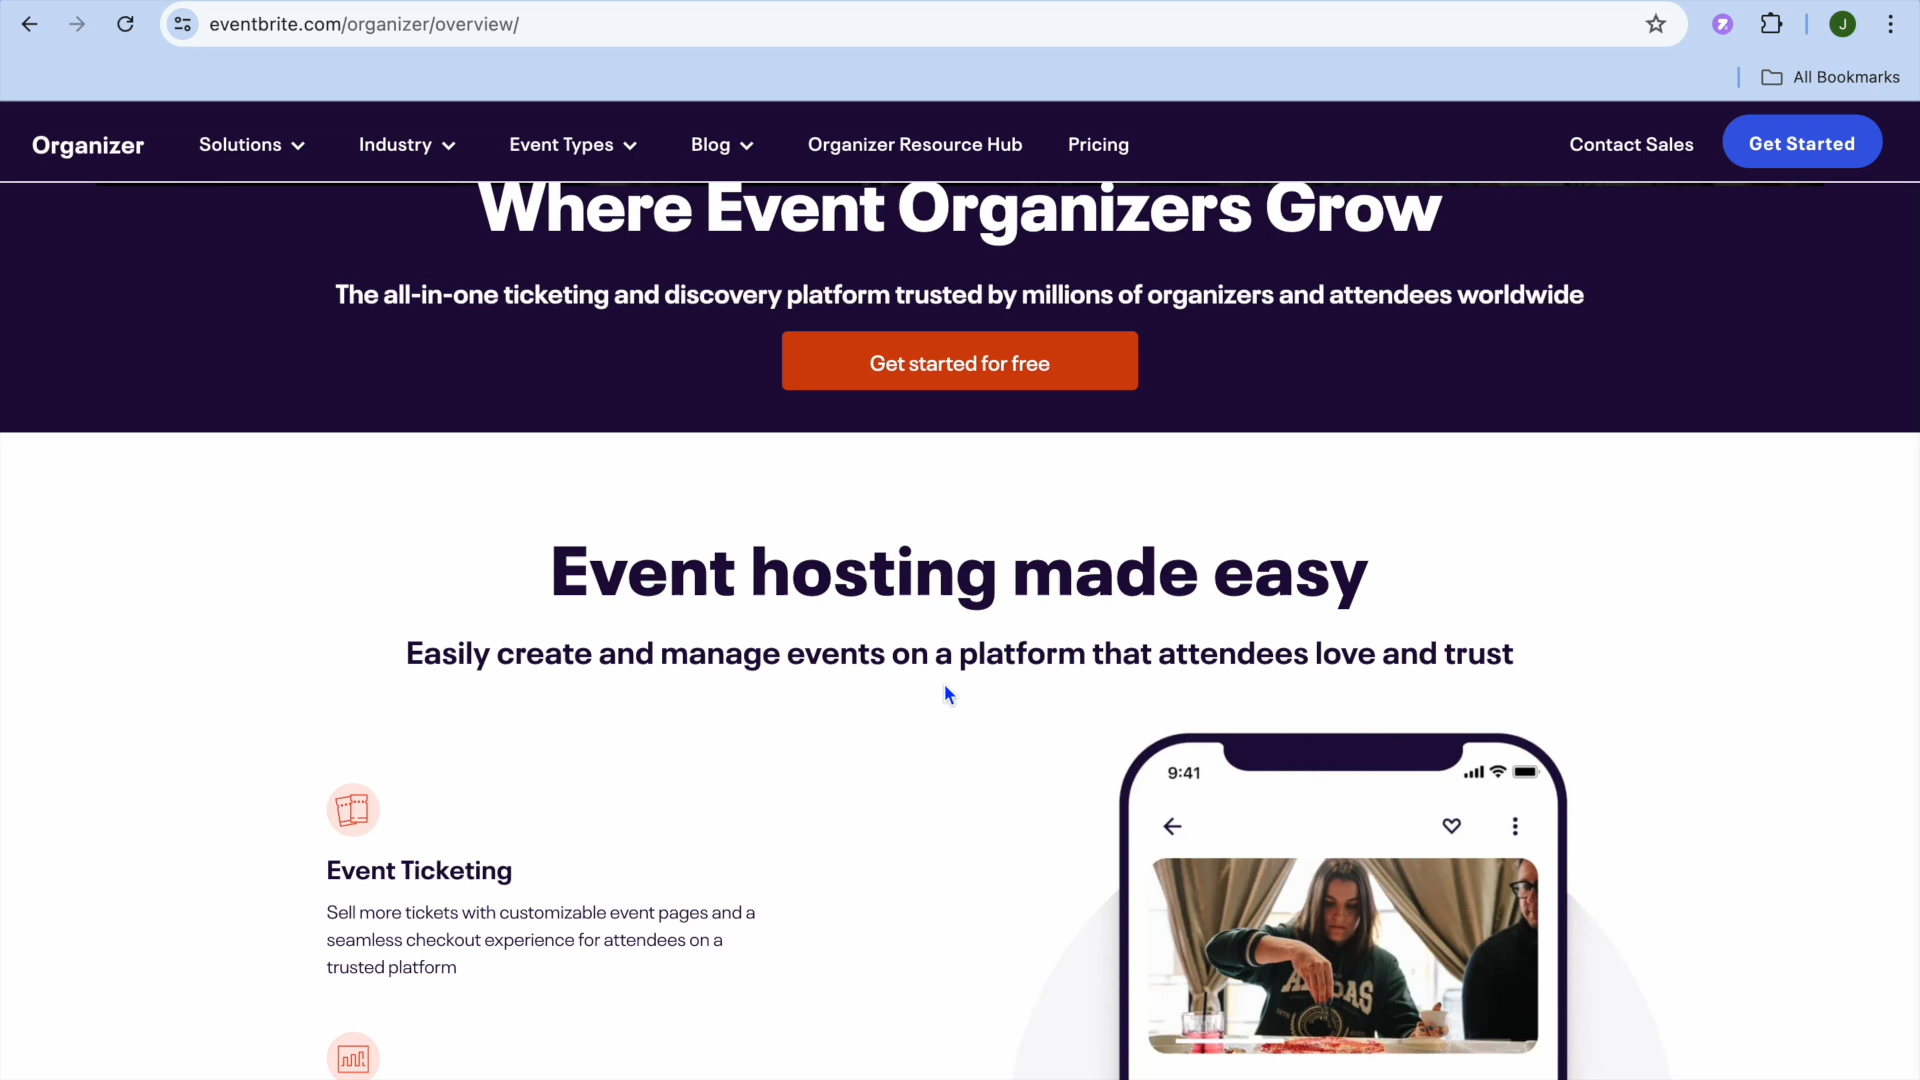 eventbrite.com/organizer/overview/
J
All Bookmarks
Organizer
Solutions
Industry
Event Types
Blog
Organizer Resource Hub
Pricing
Contact Sales
Get Started
Where Event Organizers Grow
The all-in-one ticketing and discovery platform trusted by millions of organizers and attendees worldwide
Get started for free
Event hosting made easy
Easily create and manage events on a platform that attendees love and trust
9:41
Event Ticketing
Sell more tickets with customizable event pages and a
seamless checkout experience for attendees on a
trusted platform